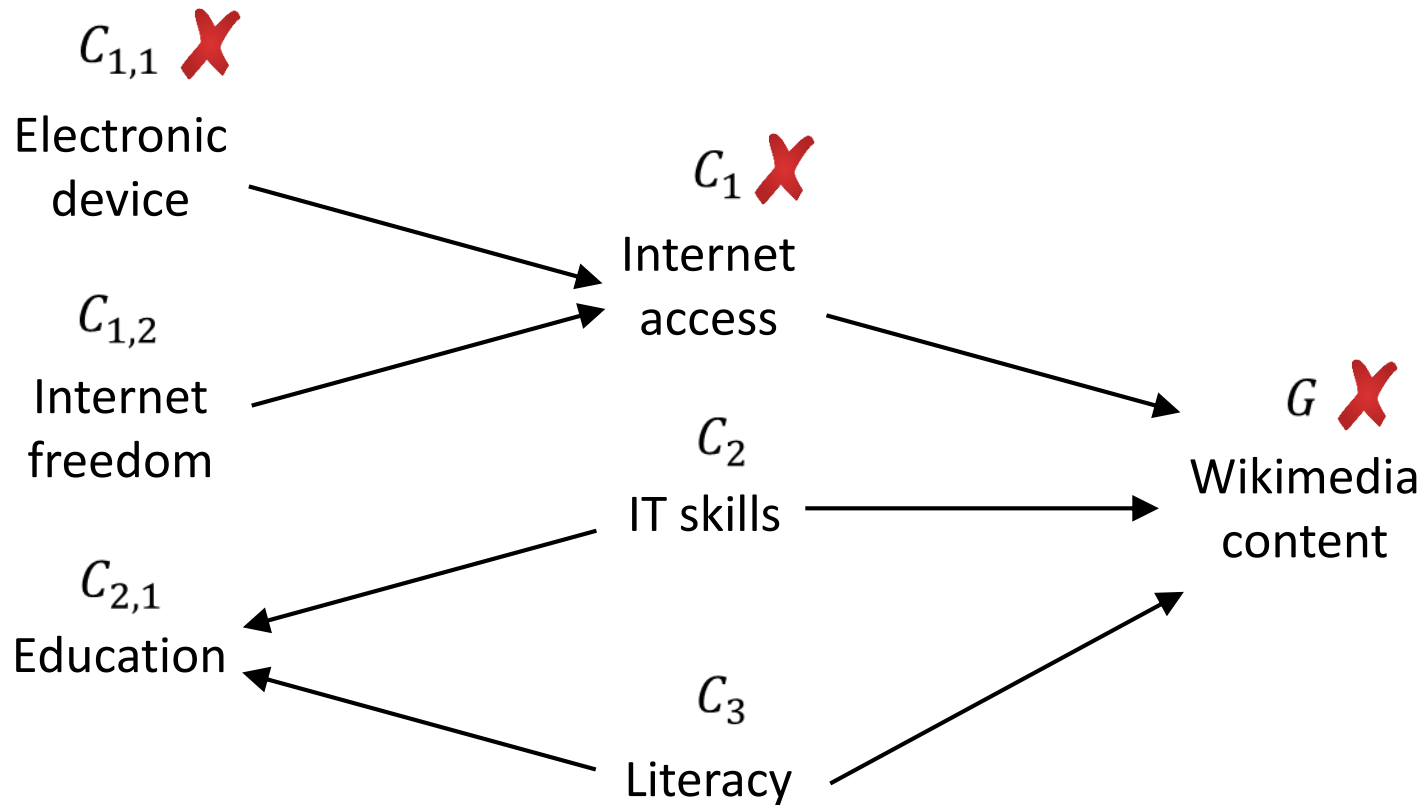 C1,1
Electronic
device
C1,2
Internet
freedom
C2,1
Education
C1
Internet
access
C2
IT skills
C3
Literacy
G
Wikimedia
content